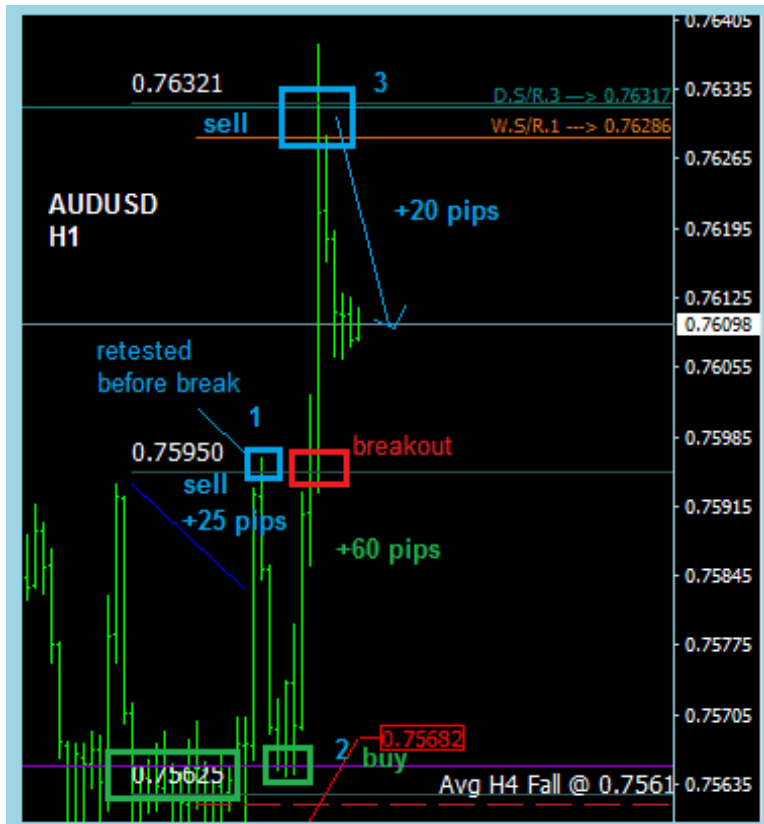 0.76405
0.76321
3
D.S/R.3 ---> 0.76317
0.76335
sell
W.S/R.1 ---> 0.76286
0.76265
AUDUSD
H1
+20 pips
0.76195
0.76125
0.76098
retested
before break
0.76055
1
0.75950
breakout
0.75985
sell
+25 pips
0.75915
+60 pips
0.75845
0.75775
2
0.75682
buy
0.75705
0.75625
Avg H4 Fall @ 0.7561
0.75635